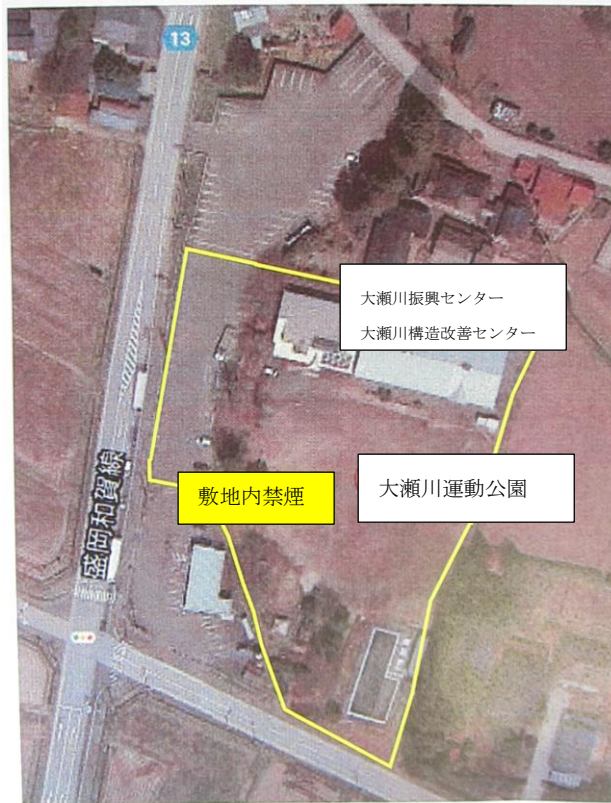 13
大瀬川振興センター
大瀬川構造改善センター
敷地内禁煙
大瀬川運動公園
盛岡和賀線